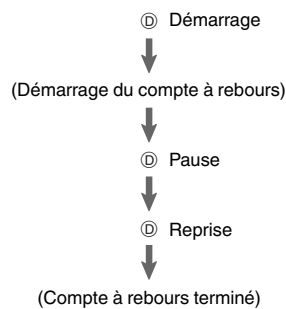 Ⓓ Démarrage
(Démarrage du compte à rebours)
Ⓓ Pause
Ⓓ Reprise
(Compte à rebours terminé)